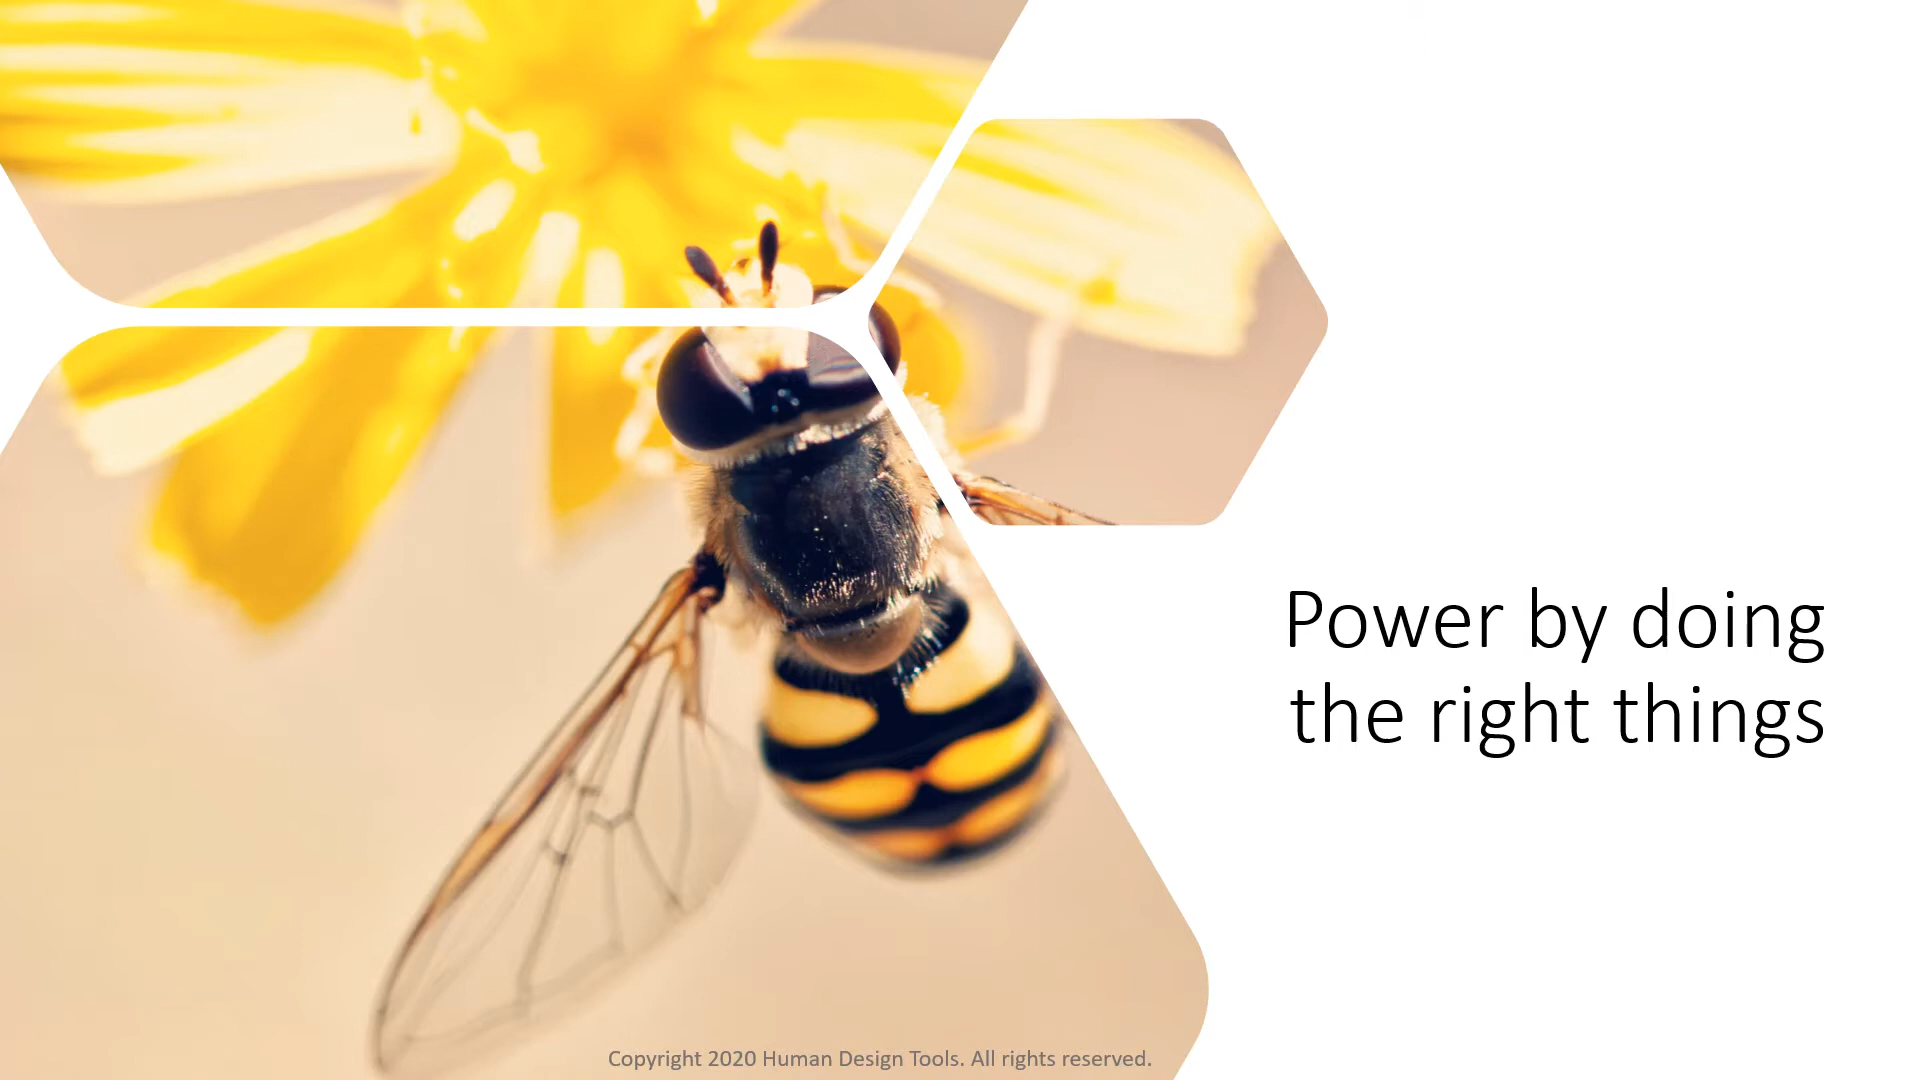 Power by doing
the right things
Copyright 2020 Human Design Tools. All rights reserved.